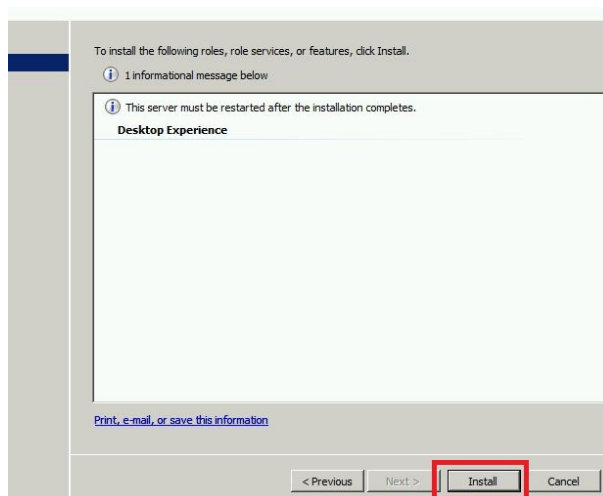 To install the following roles, role services, or features, click Install.
1 informational message below
This server must be restarted after the installation completes.
Desktop Experience
Print, e-mail, or save this information
< Previous Next > Install Cancel